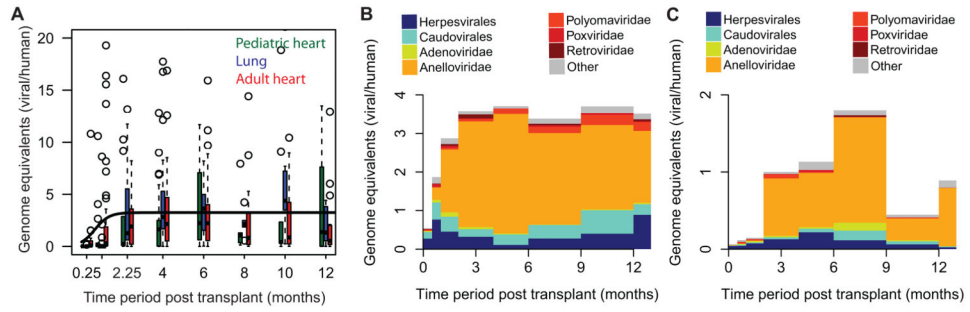 A
Genome equivalents (viral/human)
20
15
10
5
0
Pediatric heart
Lung
Adult heart
0.25
2.25
4
6
8
10
12
Time period post transplant (months)
B
Herpesvirales
Caudovirales
Adenoviridae
Anelloviridae
Polyomaviridae
Poxviridae
Retroviridae
Other
Genome equivalents (viral/human)
4
3
2
1
0
0
3
6
9
12
Time period post transplant (months)
C
Herpesvirales
Caudovirales
Adenoviridae
Anelloviridae
Polyomaviridae
Poxviridae
Retroviridae
Other
Genome equivalents (viral/human)
2
1
0
0
3
6
9
12
Time period post transplant (months)